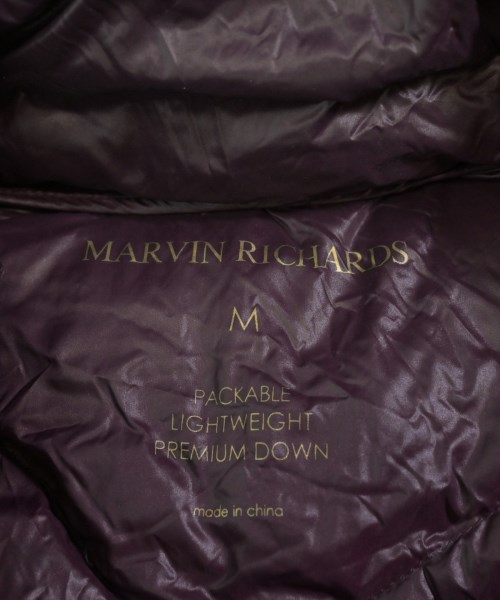 MARVIN RICHARDS
M
PACKABLE
LIGHTWEIGHT
PREMIUM DOWN
made in china